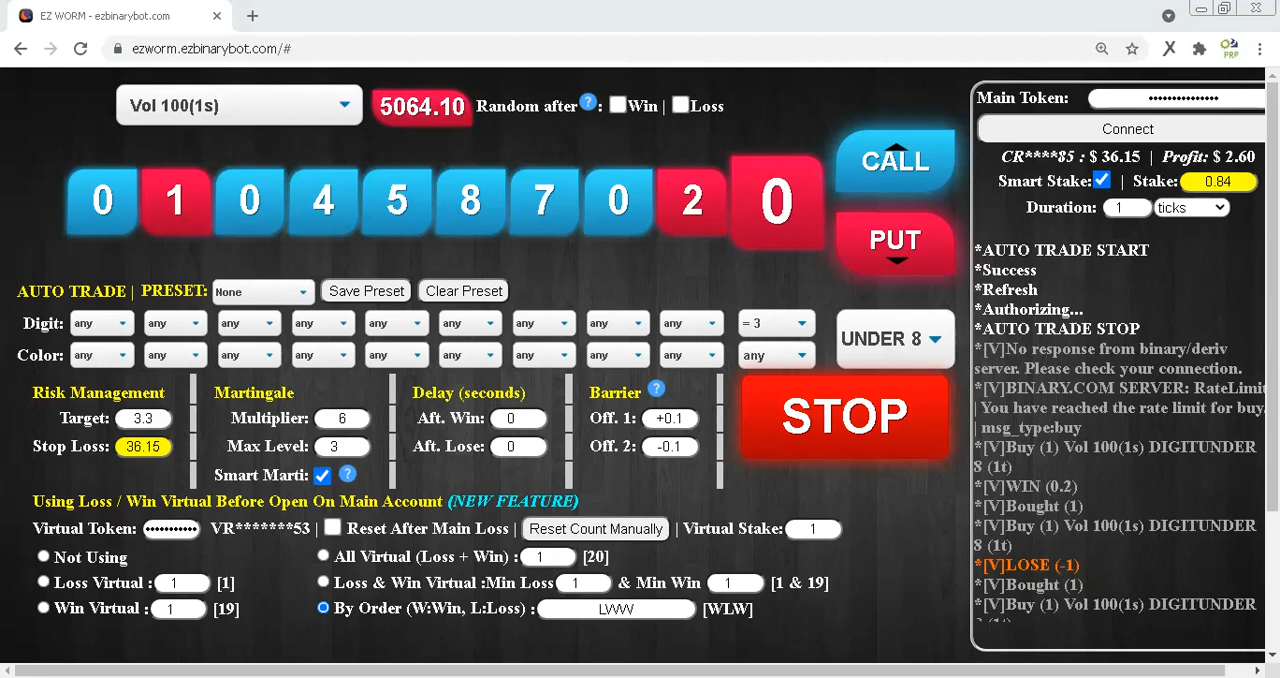 EZ WORM - ezbinarybot.com
ezworm.ezbinarybot.com/#
X
PRP
Vol 100(1s)
5064.10
Random after ? : Win | Loss
0 1 0 4 5 8 7 0 2 0
CALL
PUT
AUTO TRADE | PRESET: None Save Preset Clear Preset
Digit: any any any any any any any any any = 3
Color: any any any any any any any any any any
UNDER 8
STOP
Risk Management
Target: 3.3
Stop Loss: 36.15
Martingale
Multiplier: 6
Max Level: 3
Smart Marti: ?
Delay (seconds)
Aft. Win: 0
Aft. Lose: 0
Barrier ?
Off. 1: +0.1
Off. 2: -0.1
Using Loss / Win Virtual Before Open On Main Account (NEW FEATURE)
Virtual Token: ••••••••••• VR*******53 | Reset After Main Loss | Reset Count Manually | Virtual Stake: 1
Not Using
All Virtual (Loss + Win) : 1 [20]
Loss Virtual : 1 [1]
Loss & Win Virtual :Min Loss 1 & Min Win 1 [1 & 19]
Win Virtual : 1 [19]
By Order (W:Win, L:Loss) : LWW [WLW]
Main Token: •••••••••••••••
Connect
CR****85 : $ 36.15 | Profit: $ 2.60
Smart Stake: | Stake: 0.84
Duration: 1 ticks
*AUTO TRADE START
*Success
*Refresh
*Authorizing...
*AUTO TRADE STOP
*[V]No response from binary/deriv
server. Please check your connection.
*[V]BINARY.COM SERVER: RateLimit
| You have reached the rate limit for buy.
| msg_type:buy
*[V]Buy (1) Vol 100(1s) DIGITUNDER
8 (1t)
*[V]WIN (0.2)
*[V]Bought (1)
*[V]Buy (1) Vol 100(1s) DIGITUNDER
8 (1t)
*[V]LOSE (-1)
*[V]Bought (1)
*[V]Buy (1) Vol 100(1s) DIGITUNDER